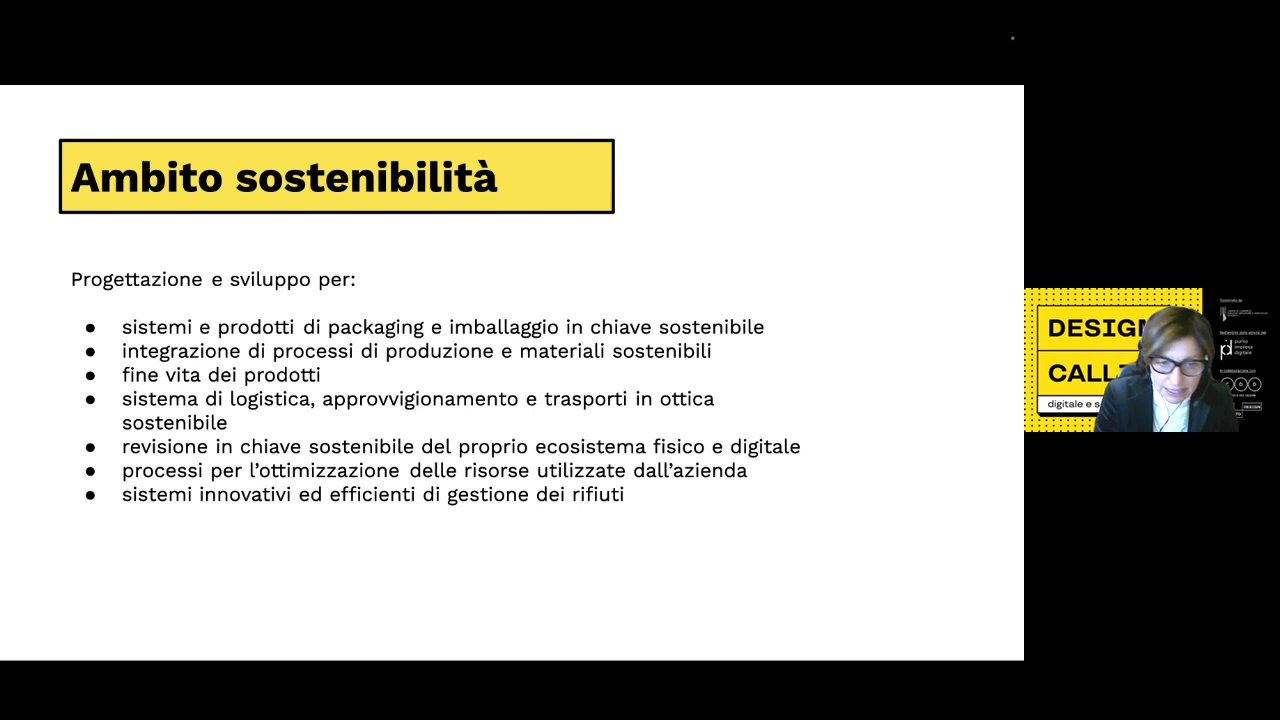 Ambito sostenibilità
Progettazione e sviluppo per:
● sistemi e prodotti di packaging e imballaggio in chiave sostenibile
● integrazione di processi di produzione e materiali sostenibili
● fine vita dei prodotti
● sistema di logistica, approvvigionamento e trasporti in ottica
sostenibile
● revisione in chiave sostenibile del proprio ecosistema fisico e digitale
● processi per l’ottimizzazione delle risorse utilizzate dall’azienda
● sistemi innovativi ed efficienti di gestione dei rifiuti
DESIGN
CALL
digitale e s
punto
impresa
digitale